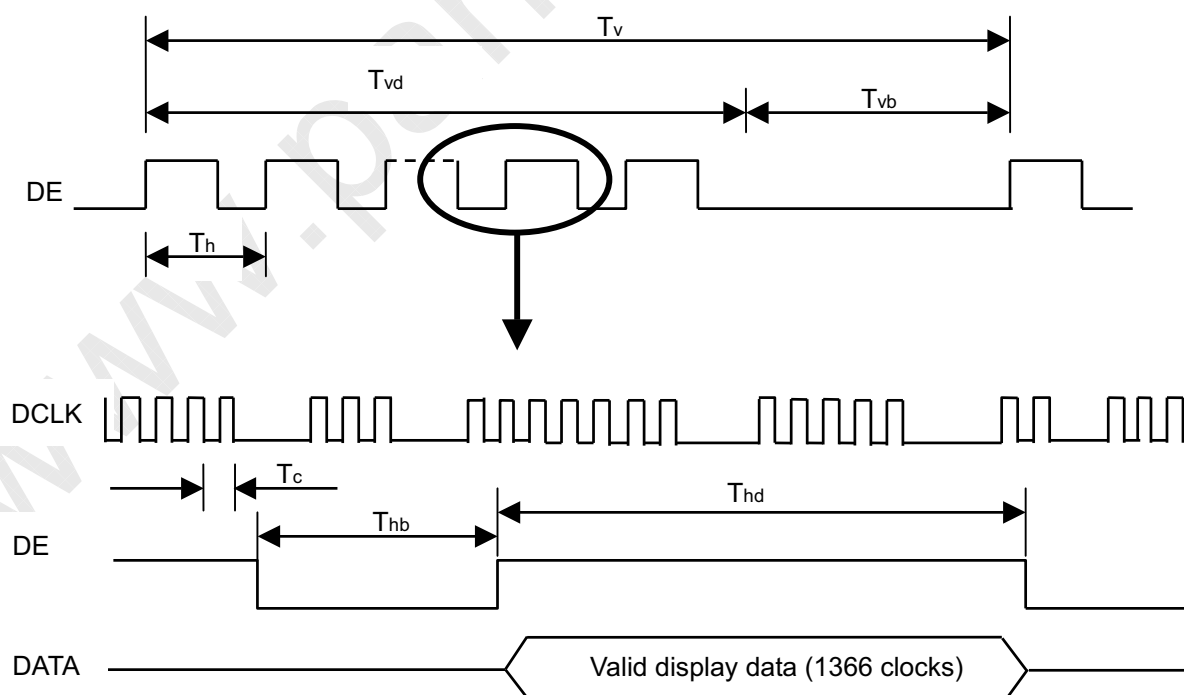 Tv
Tvd
Tvb
DE
Th
DCLK
Tc
Thd
Thb
DE
DATA
Valid display data (1366 clocks)